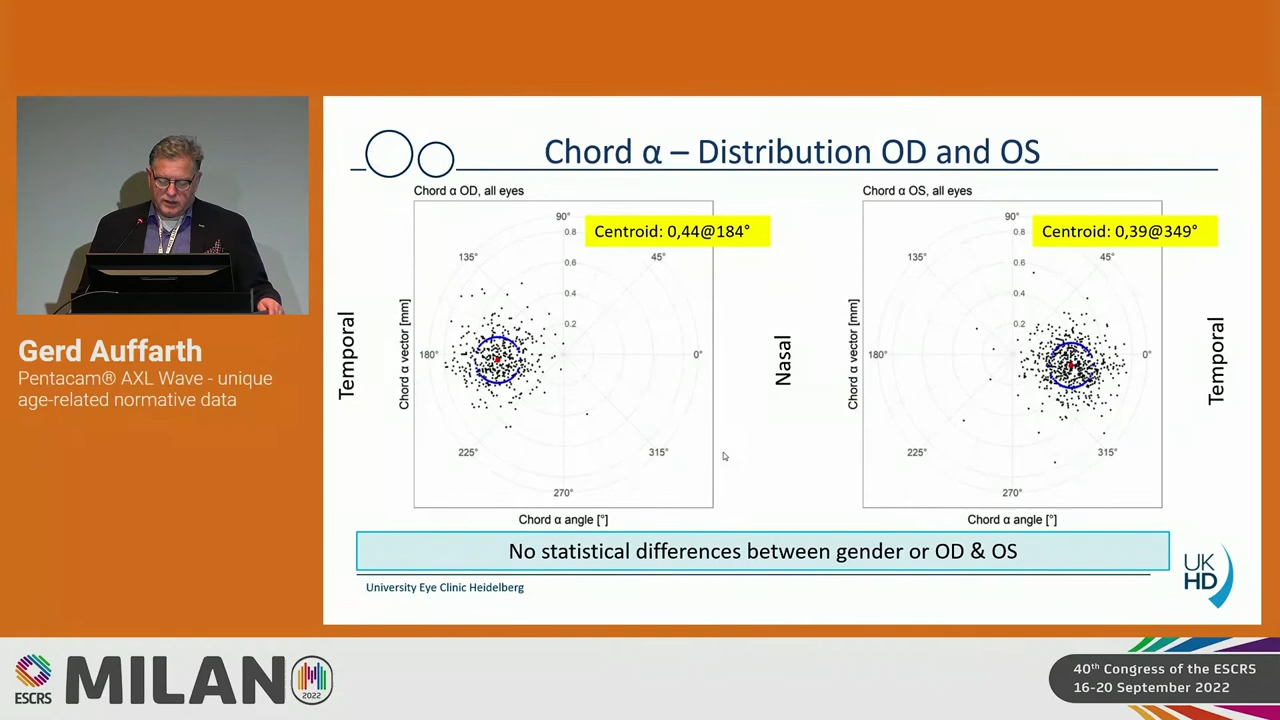 Chord α – Distribution OD and OS
Chord α OD, all eyes
Centroid: 0,44@184°
90°
0.8
135°
45°
0.6
0.4
0.2
180°
0°
225°
315°
270°
Chord α vector [mm]
Chord α angle [°]
Temporal
Nasal
Chord α OS, all eyes
Centroid: 0,39@349°
90°
0.8
135°
45°
0.6
0.4
0.2
180°
0°
225°
315°
270°
Chord α vector [mm]
Chord α angle [°]
Temporal
No statistical differences between gender or OD & OS
University Eye Clinic Heidelberg
UK
HD
Gerd Auffarth
Pentacam® AXL Wave - unique
age-related normative data
ESCRS
MILANO
2022
40th Congress of the ESCRS
16-20 September 2022